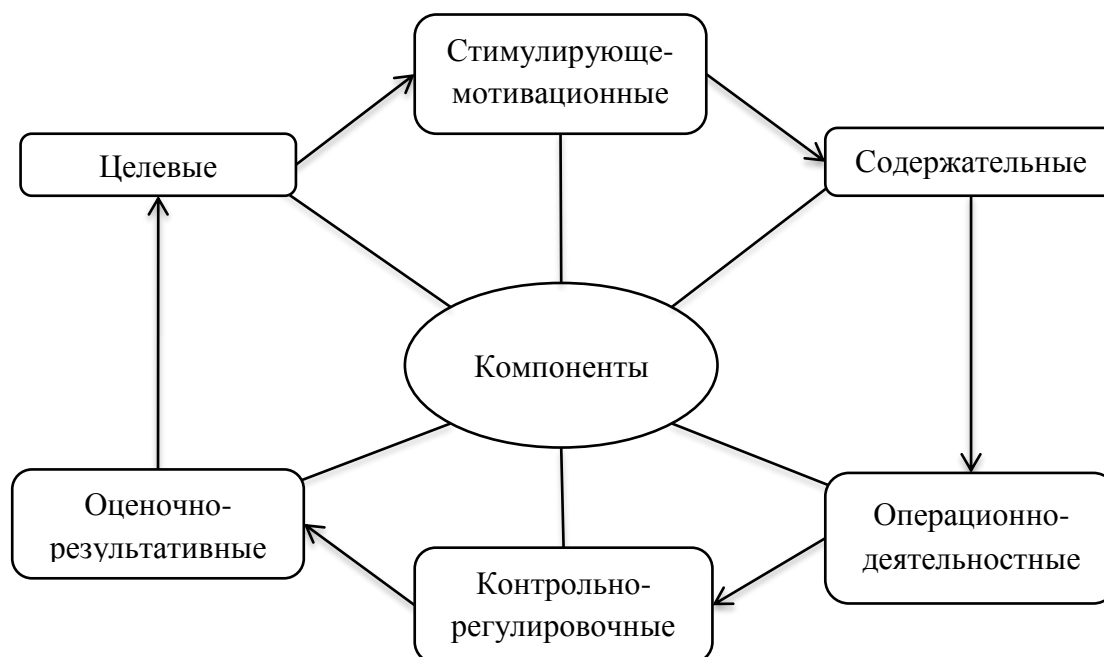 Стимулирующе-
мотивационные
Целевые
Содержательные
Компоненты
Оценочно-
результативные
Операционно-
деятельностные
Контрольно-
регулировочные